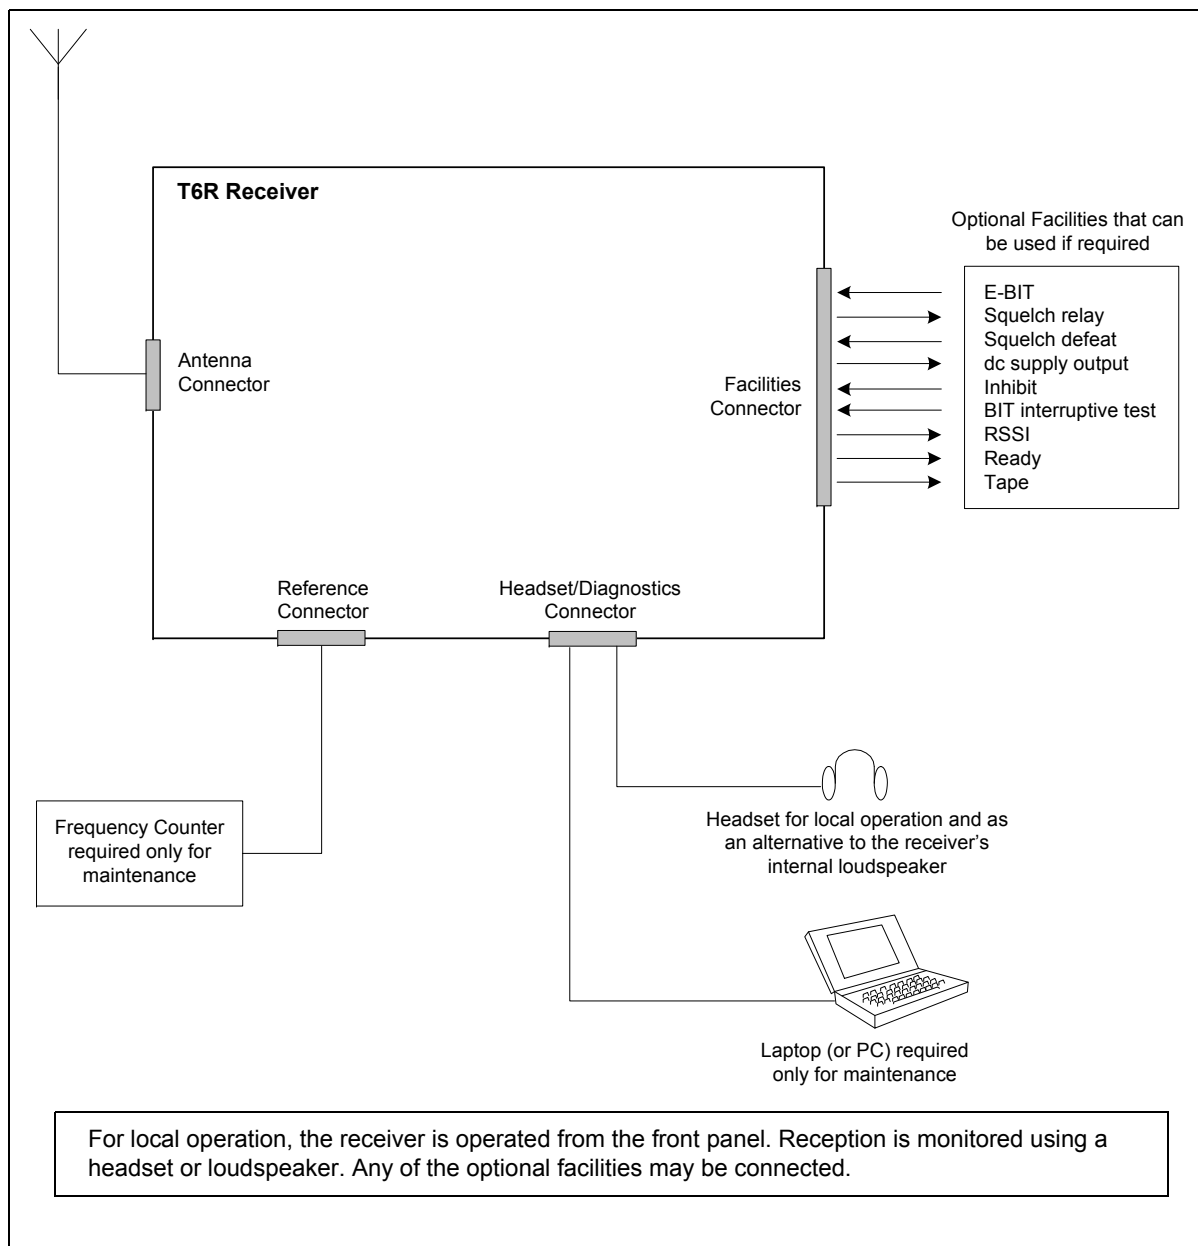 T6R Receiver
Optional Facilities that can
be used if required
E-BIT
Squelch relay
Squelch defeat
dc supply output
Inhibit
BIT interruptive test
RSSI
Ready
Tape
Antenna
Connector
Facilities
Connector
Reference
Connector
Headset/Diagnostics
Connector
Frequency Counter
required only for
maintenance
Headset for local operation and as
an alternative to the receiver’s
internal loudspeaker
Laptop (or PC) required
only for maintenance
For local operation, the receiver is operated from the front panel. Reception is monitored using a
headset or loudspeaker. Any of the optional facilities may be connected.